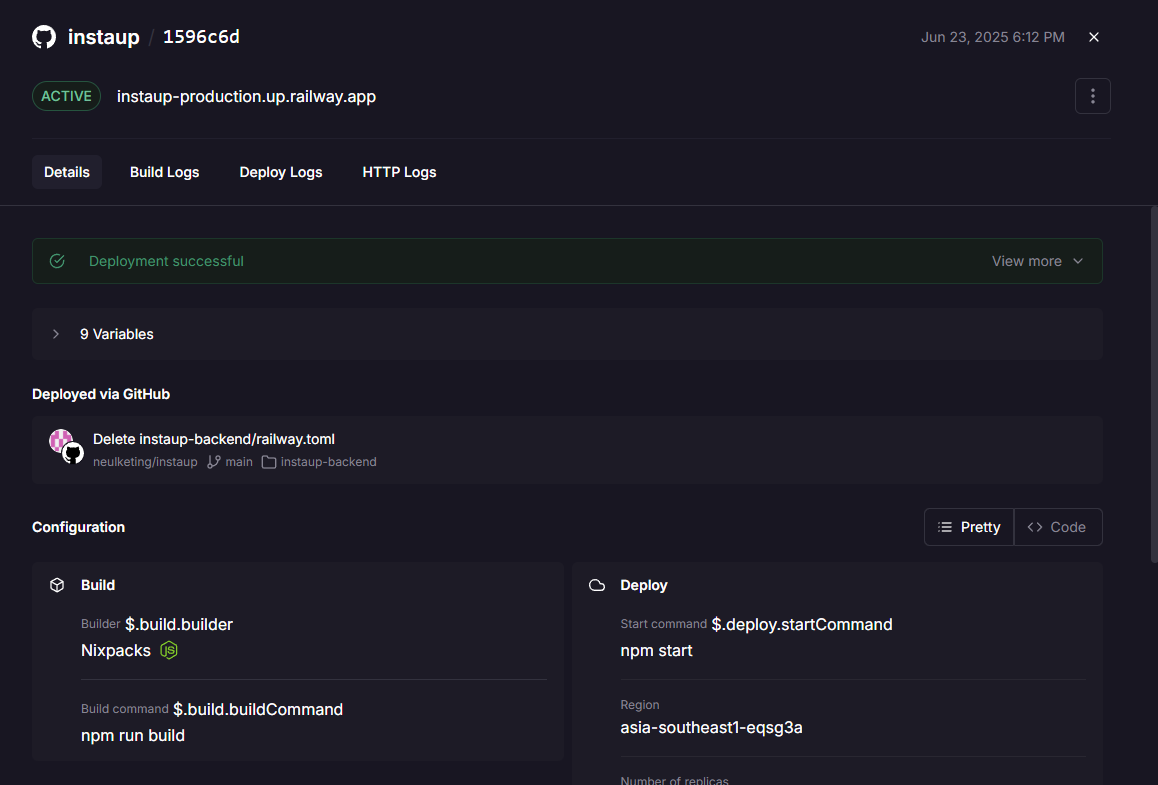 instaup / 1596c6d Jun 23, 2025 6:12 PM
ACTIVE instaup-production.up.railway.app
Details Build Logs Deploy Logs HTTP Logs
Deployment successful View more
9 Variables
Deployed via GitHub
Delete instaup-backend/railway.toml
neulketing/instaup main instaup-backend
Configuration Pretty Code
Build
Builder $.build.builder
Nixpacks
Build command $.build.buildCommand
npm run build
Deploy
Start command $.deploy.startCommand
npm start
Region
asia-southeast1-eqsg3a
Number of replicas